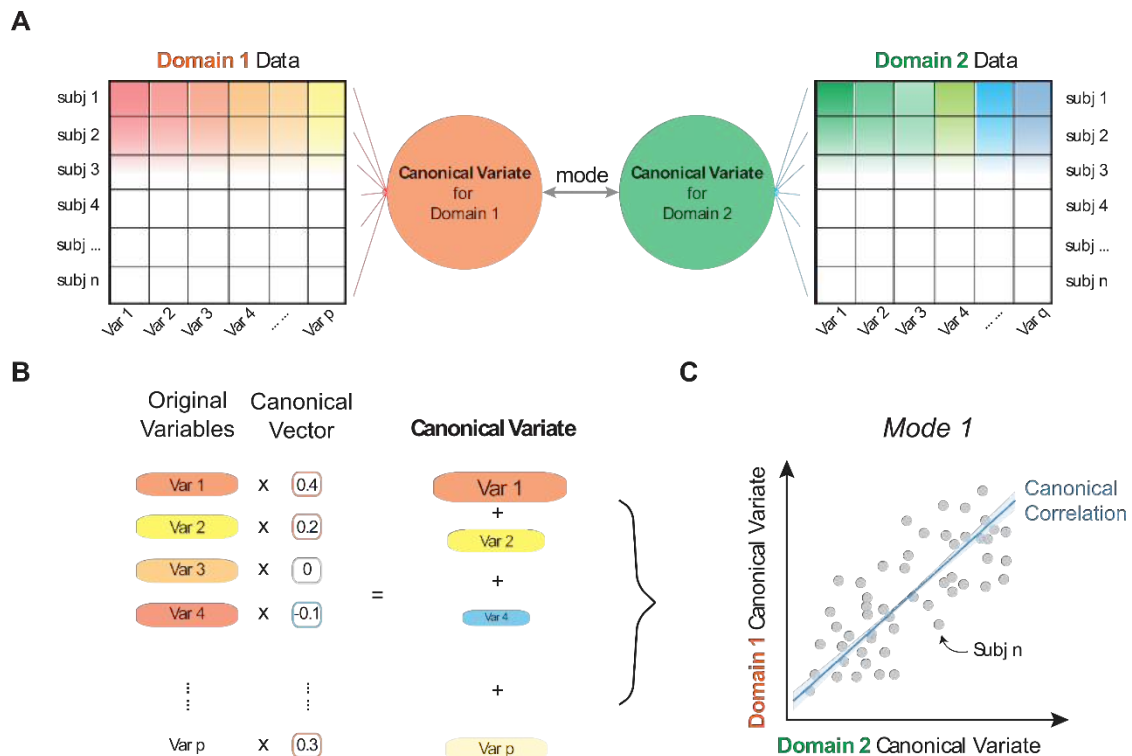 A
Domain 1 Data
Domain 2 Data
subj 1
subj 2
subj 3
subj 4
subj ...
subj n
Var 1
Var 2
Var 3
Var 4
... ...
Var p
Canonical Variate
for
Domain 1
mode
Canonical Variate
for
Domain 2
subj 1
subj 2
subj 3
subj 4
subj ...
subj n
Var 1
Var 2
Var 3
Var 4
... ...
Var q
B
Original
Variables
Canonical
Vector
Canonical Variate
Var 1 x 0.4
Var 2 x 0.2
Var 3 x 0
Var 4 x -0.1
Var p x 0.3
=
Var 1
+
Var 2
+
Var 4
+
Var p
C
Mode 1
Canonical
Correlation
Subj n
Domain 1 Canonical Variate
Domain 2 Canonical Variate